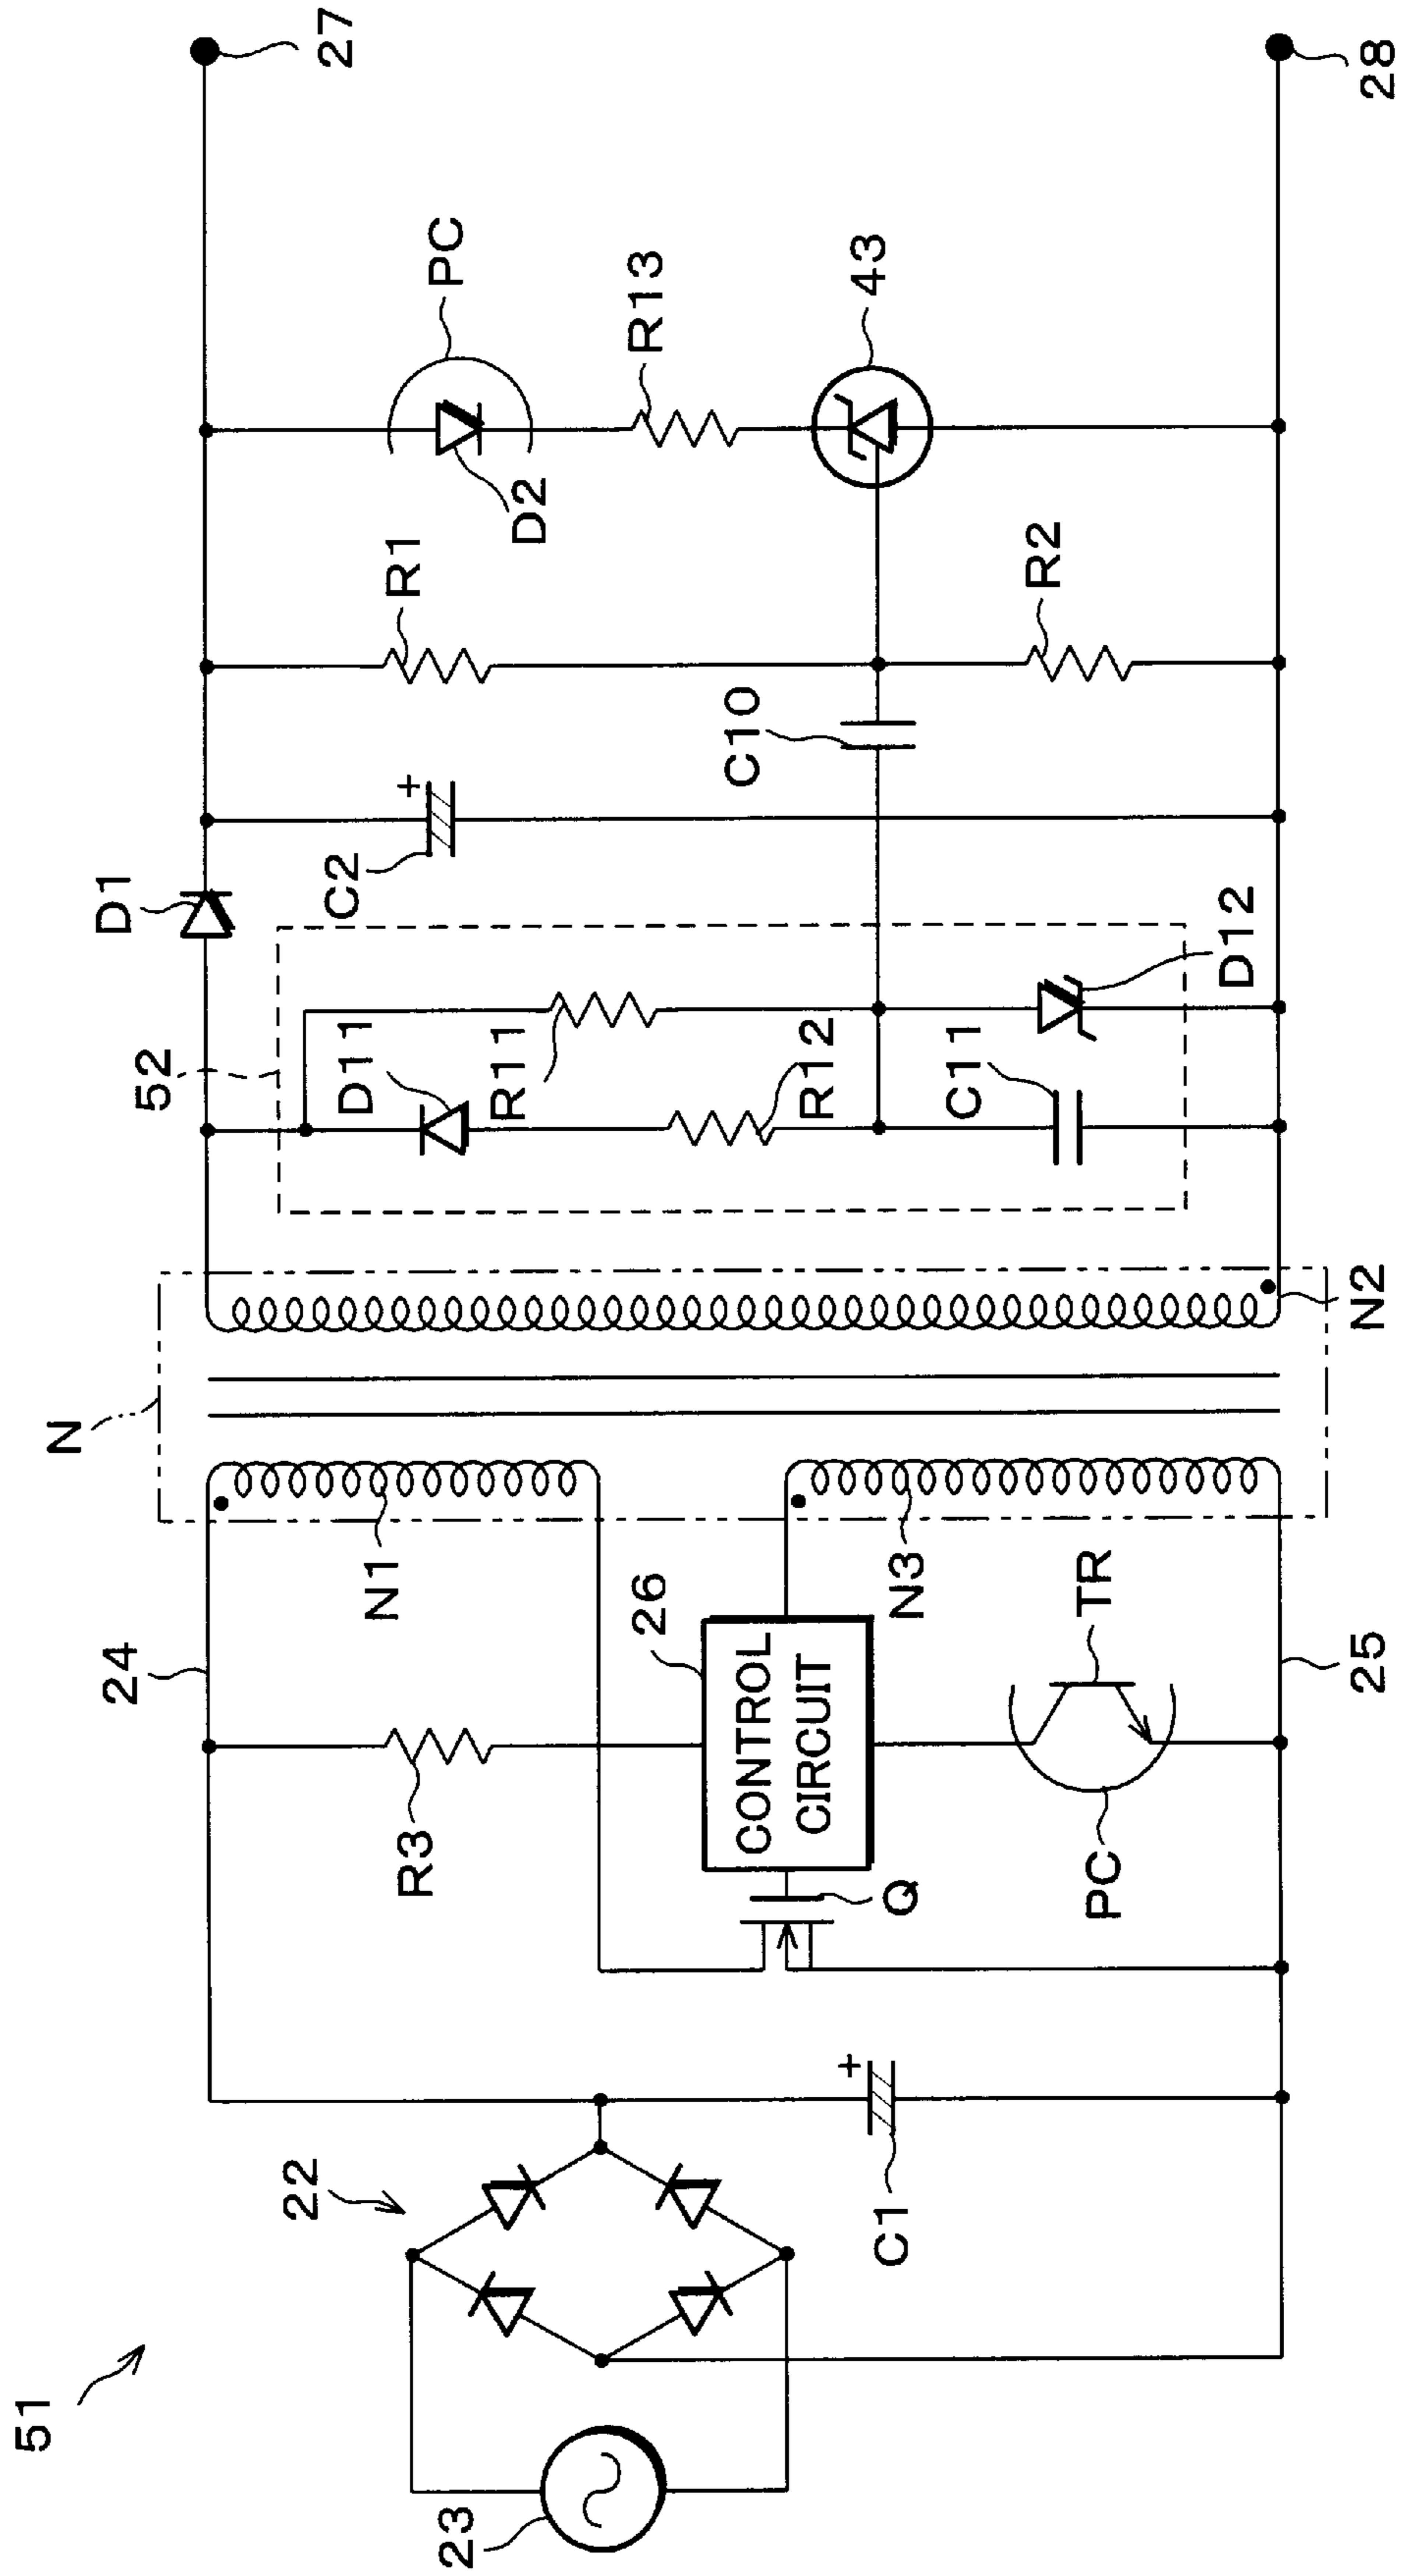 51
23
22
C1
+
24
R3
26
CONTROL
CIRCUIT
Q
PC
TR
25
N
N1
N3
N2
52
D11
R11
R12
C11
D12
D1
C2
+
C10
R1
R2
D2
PC
R13
43
27
28